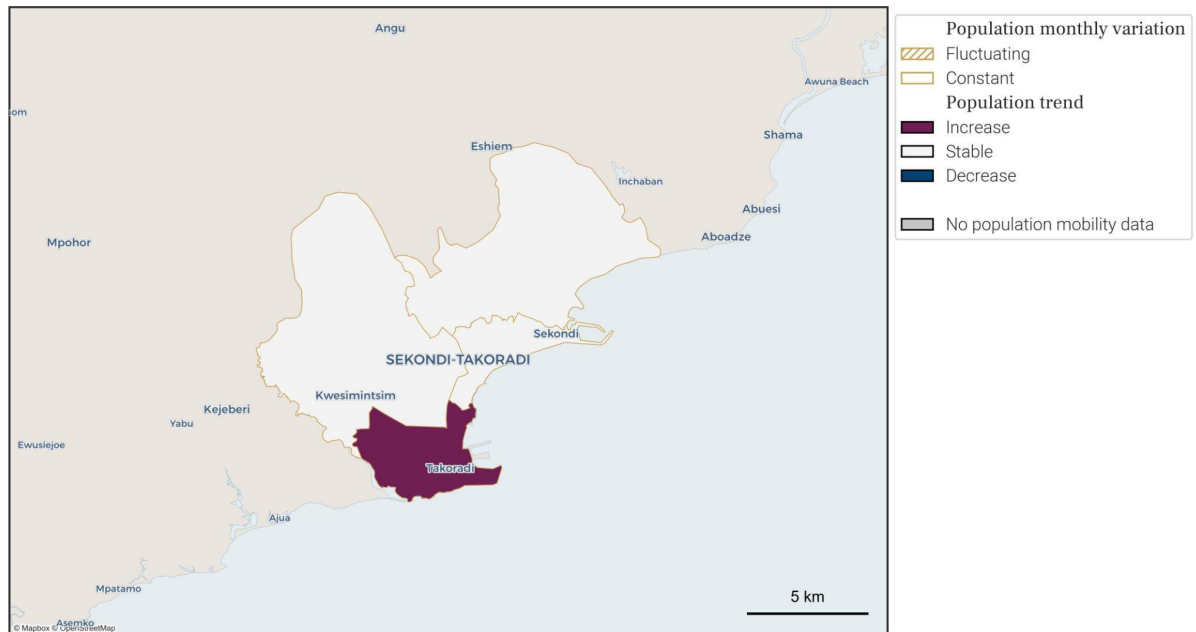 Angu
Awuna Beach
om
Shama
Eshiem
Inchaban
Abuesi
Aboadze
Mpohor
Sekondi
SEKONDI-TAKORADI
Kwesimintsim
Kejeberi
Yabu
Ewusiejoe
Takoradi
Ajua
Mpatamo
5 km
Asemko
© Mapbox © OpenStreetMap
Population monthly variation
Fluctuating
Constant
Population trend
Increase
Stable
Decrease
No population mobility data